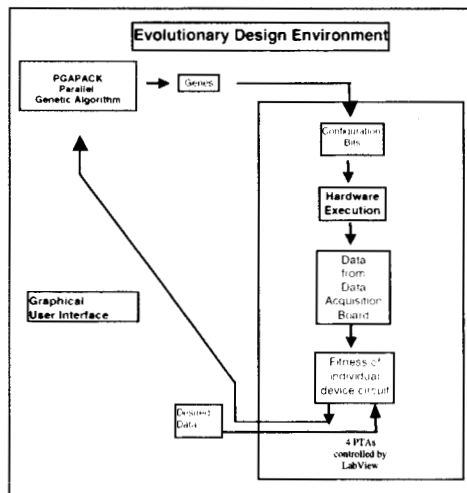 Evolutionary Design Environment
PGAPACK
Parallel
Genetic Algorithm
Genes
Configuration
Bits
Hardware
Execution
Data
from
Data
Acquisition
Board
Graphical
User Interface
Fitness of
individual
device circuit
Desired
Data
4 PTAs
controlled by
LabView